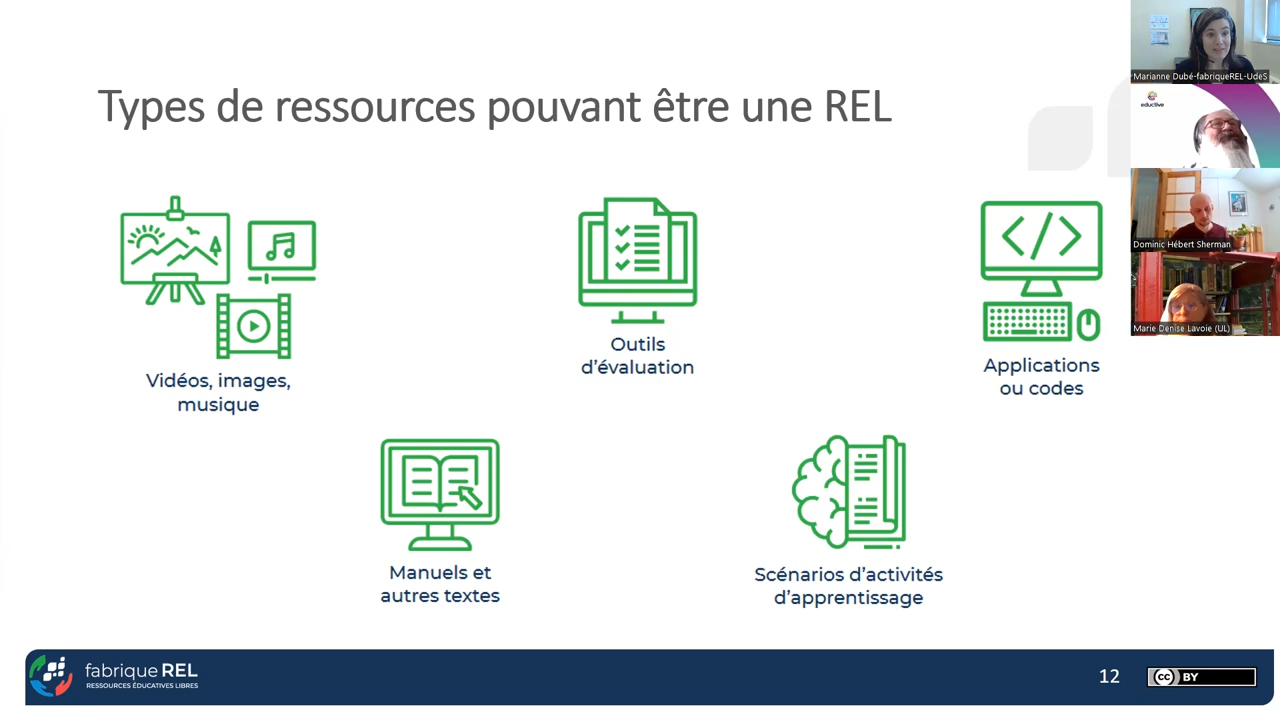 Types de ressources pouvant être une REL
Vidéos, images,
musique
Outils
d'évaluation
Applications
ou codes
Manuels et
autres textes
Scénarios d'activités
d'apprentissage
fabrique REL
RESSOURCES ÉDUCATIVES LIBRES
12
cc BY
Marianne Dubé-fabriqueREL-UdeS
eductive
Dominic Hébert Sherman
Marie Denise Lavoie (UL)